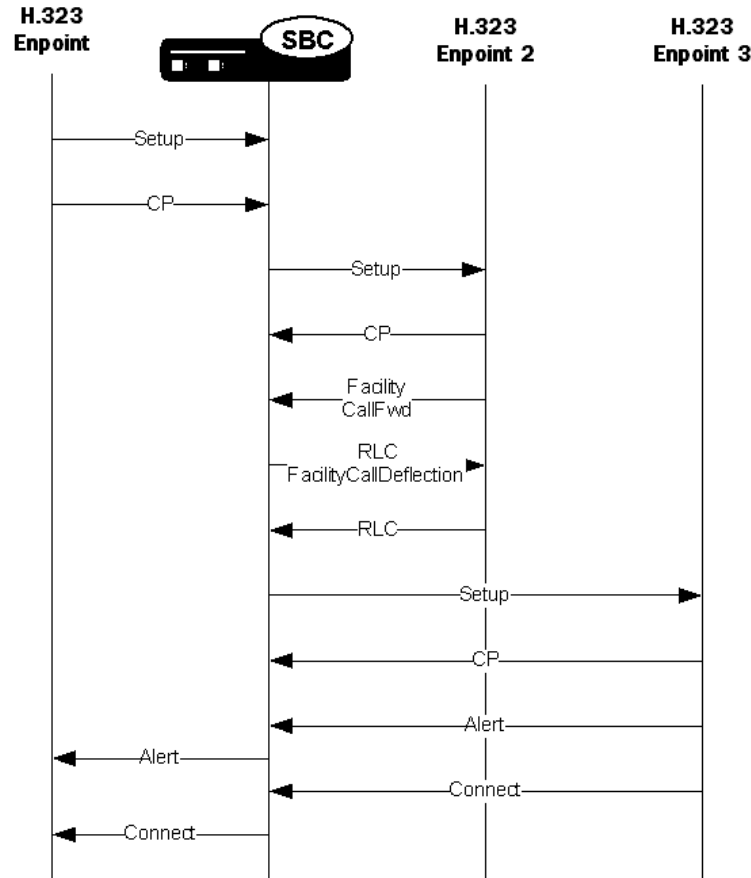 H.323
Enpoint
SBC
H.323
Enpoint 2
H.323
Enpoint 3
Setup
CP
Setup
CP
Facility
CallFwd
RLC
FacilityCallDeflection
RLC
Setup
CP
Alert
Alert
Connect
Connect